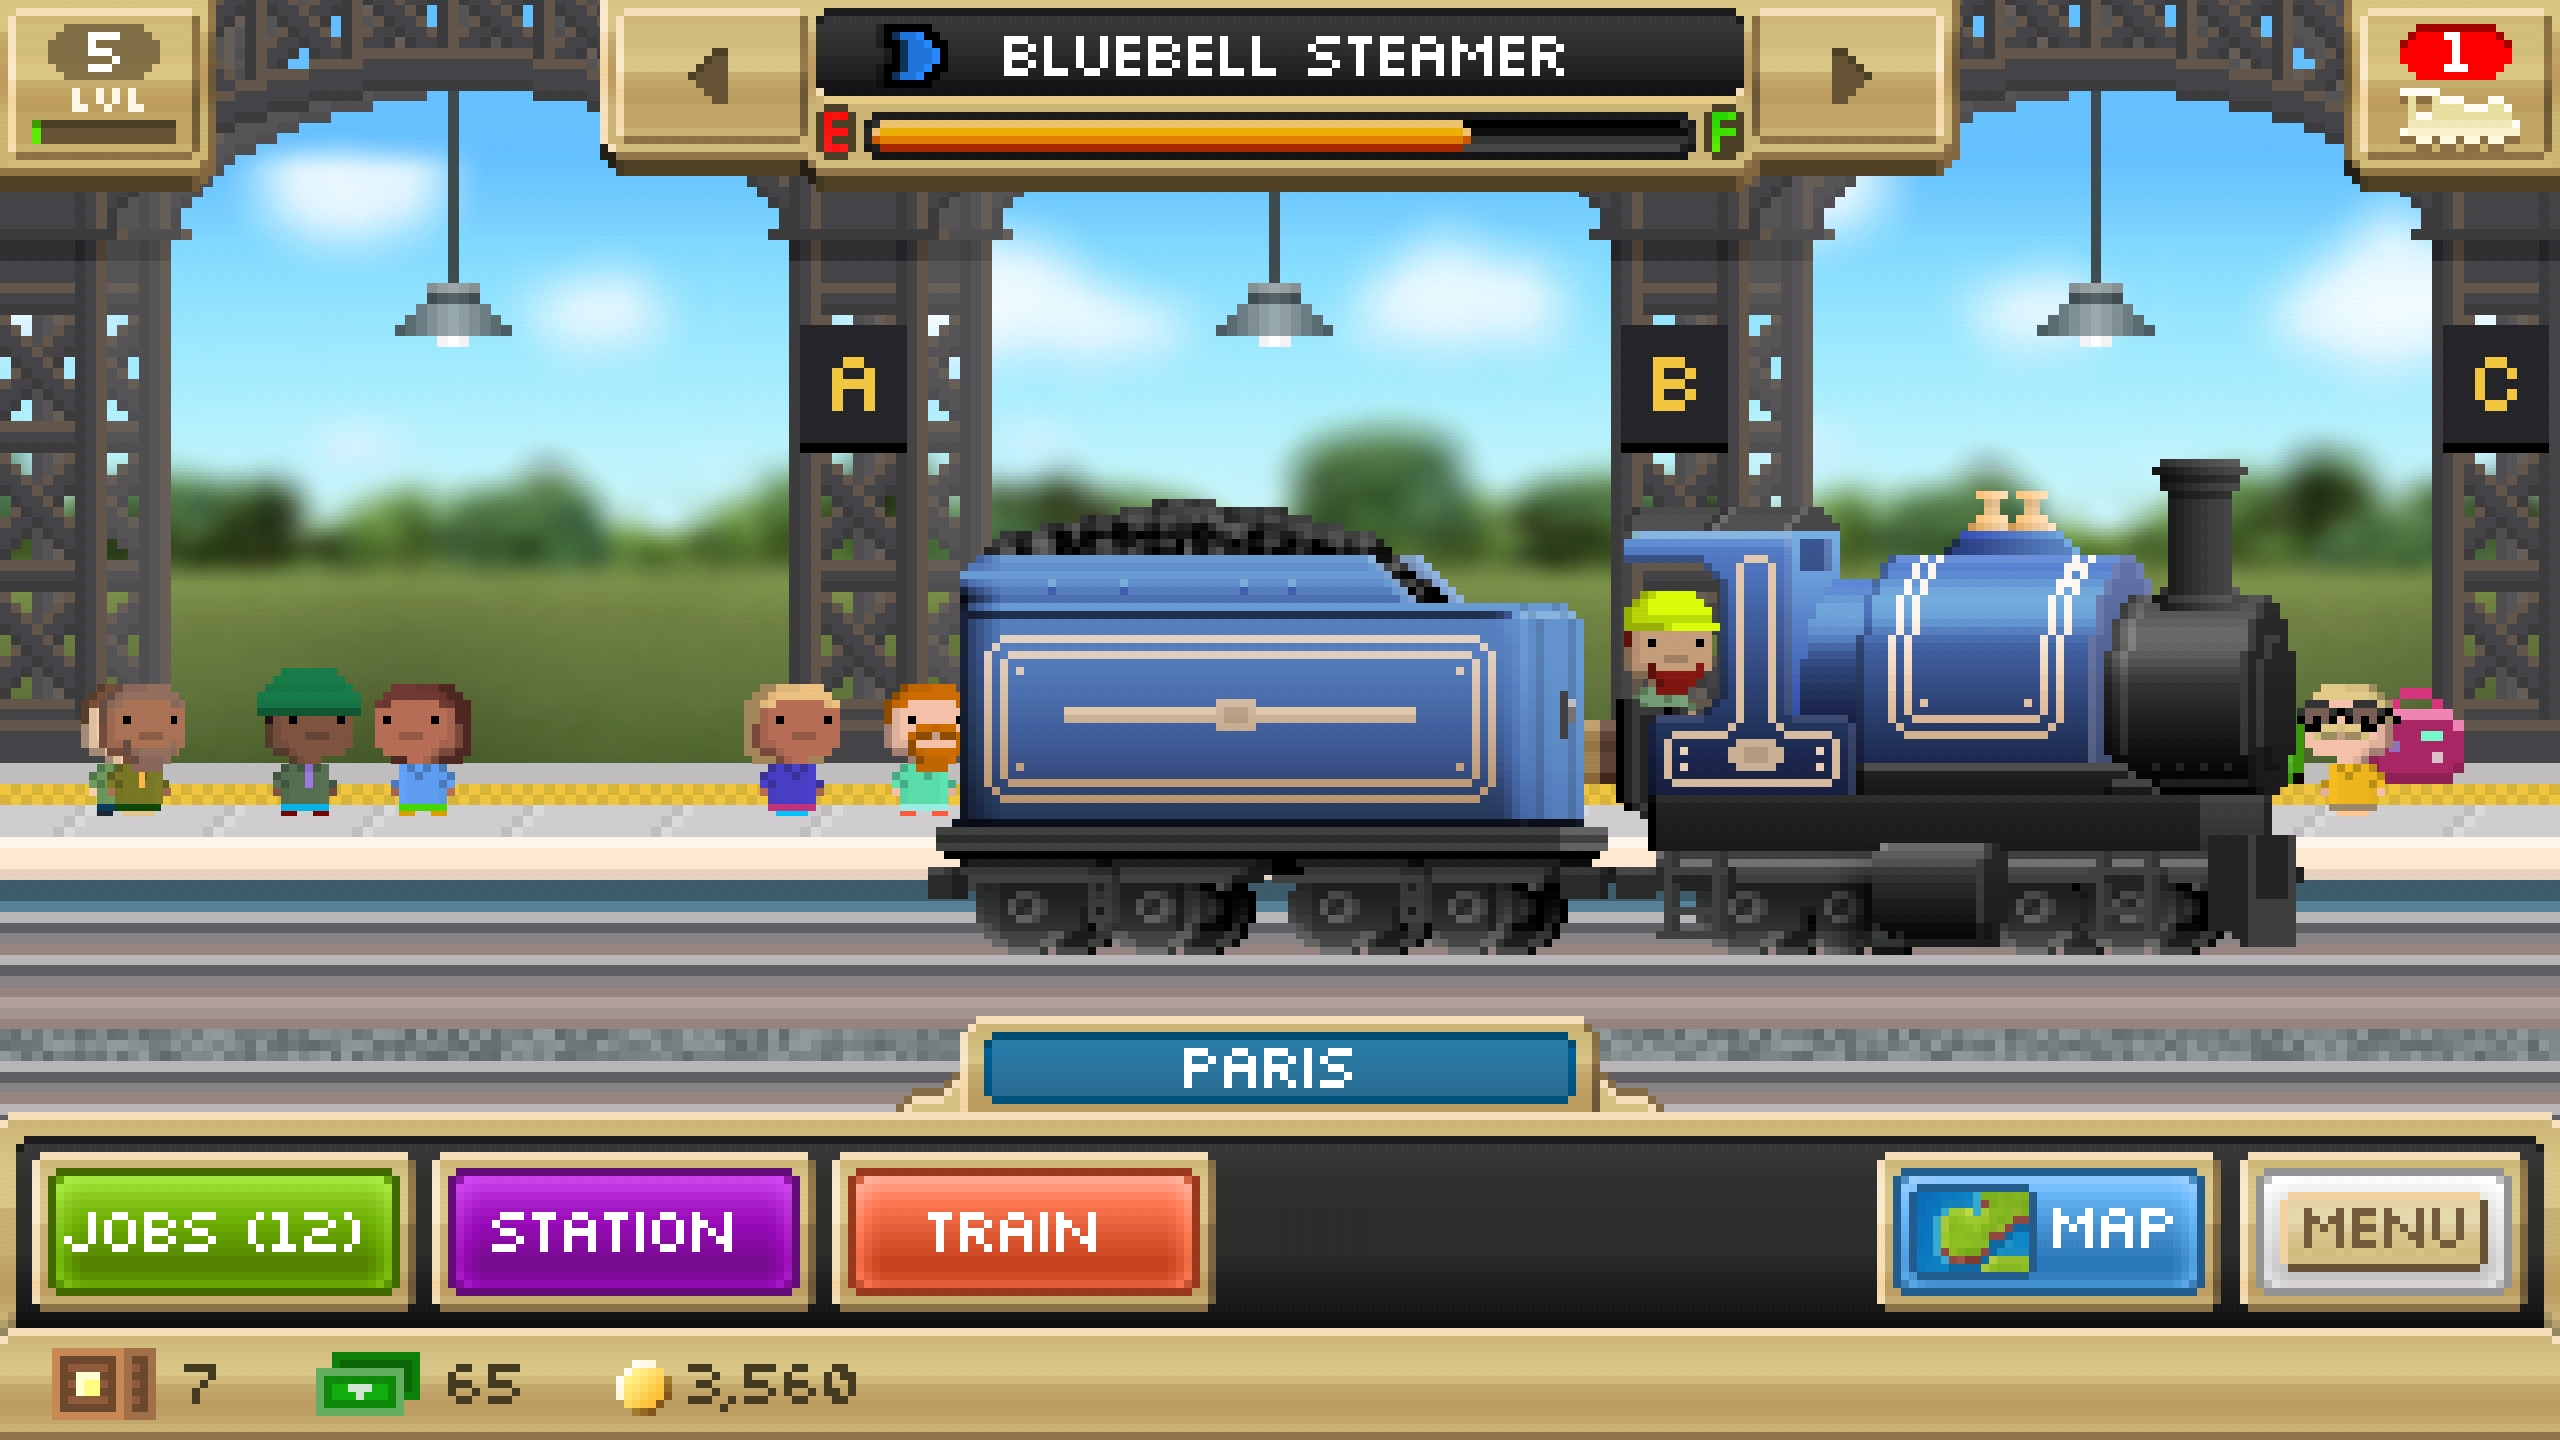 5
LVL
BLUEBELL STEAMER
E F
1
A
B
C
PARIS
JOBS (12)
STATION
TRAIN
MAP
MENU
7
65
3,560